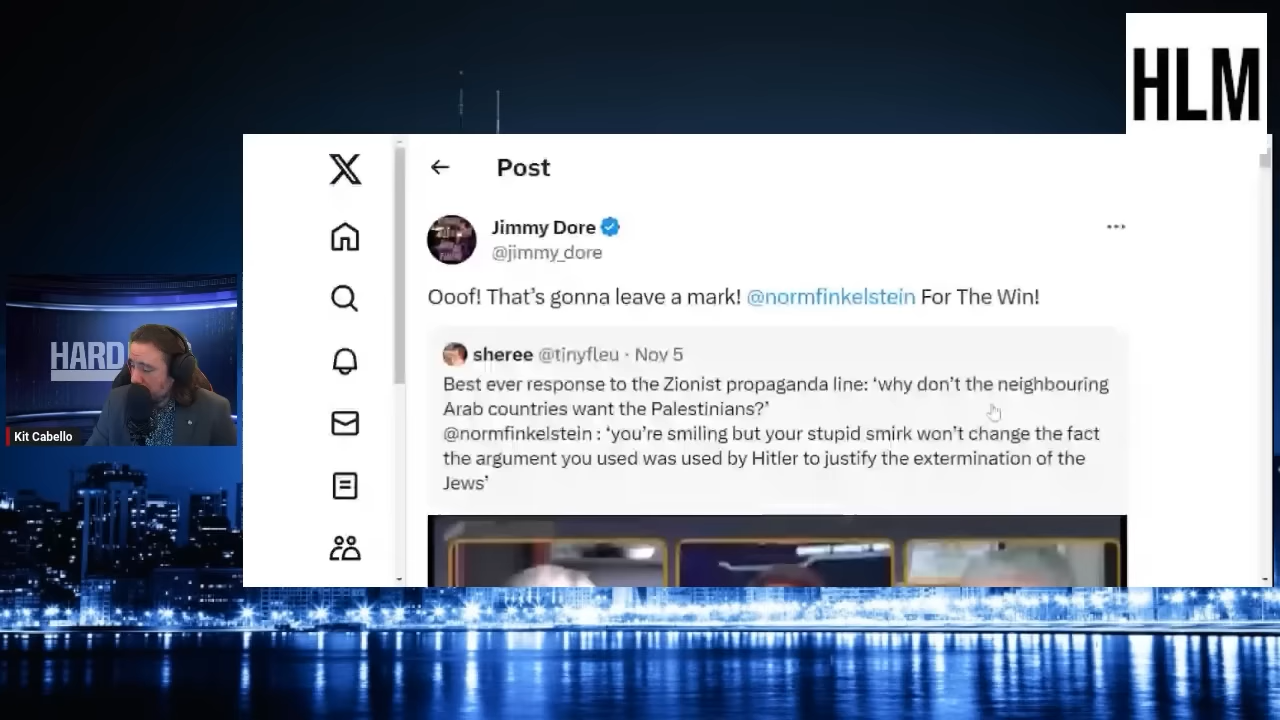 HLM
Post
Jimmy Dore
@jimmy_dore
Ooof! That's gonna leave a mark! @normfinkelstein For The Win!
sheree @tinyfleu · Nov 5
Best ever response to the Zionist propaganda line: ‘why don’t the neighbouring
Arab countries want the Palestinians?’
@normfinkelstein : ‘you’re smiling but your stupid smirk won’t change the fact
the argument you used was used by Hitler to justify the extermination of the
Jews’
HARD
Kit Cabello